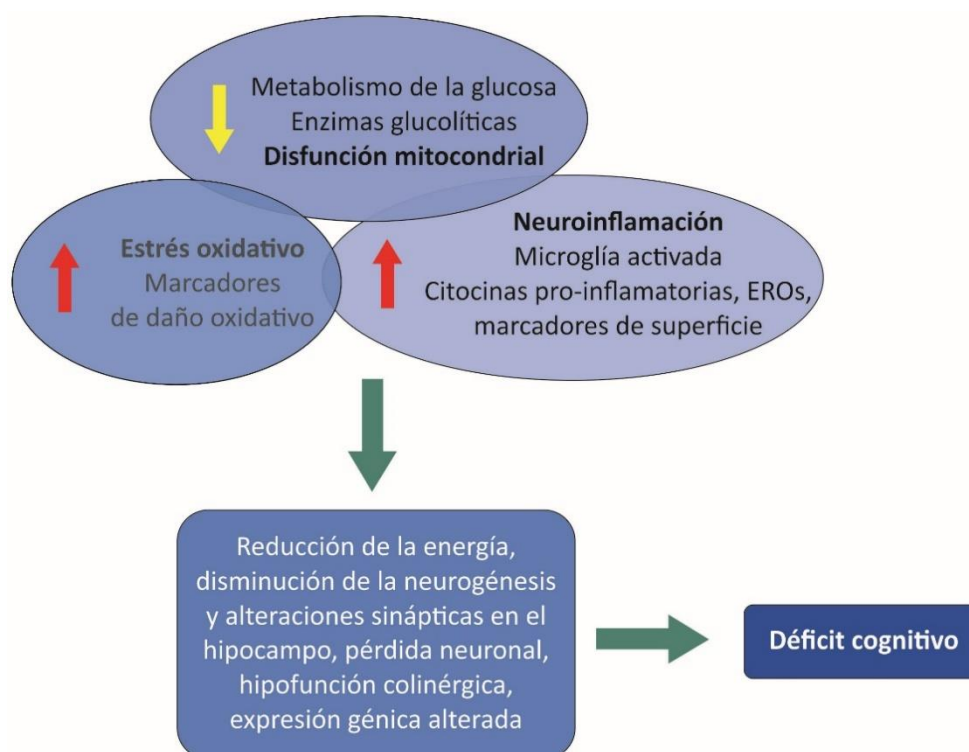 Metabolismo de la glucosa
Enzimas glucolíticas
Disfunción mitocondrial
Estrés oxidativo
Marcadores
de daño oxidativo
Neuroinflamación
Microglía activada
Citocinas pro-inflamatorias, EROs,
marcadores de superficie
Reducción de la energía,
disminución de la neurogénesis
y alteraciones sinápticas en el
hipocampo, pérdida neuronal,
hipofunción colinérgica,
expresión génica alterada
Déficit cognitivo